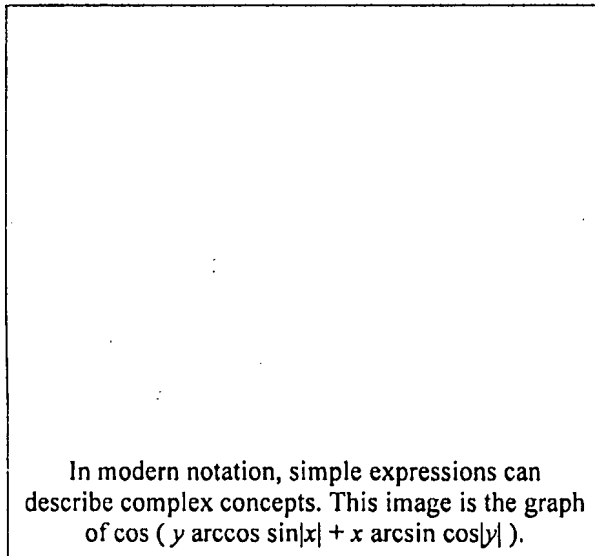 In modern notation, simple expressions can
describe complex concepts. This image is the graph
of cos ( y arccos sin|x| + x arcsin cos|y| ).